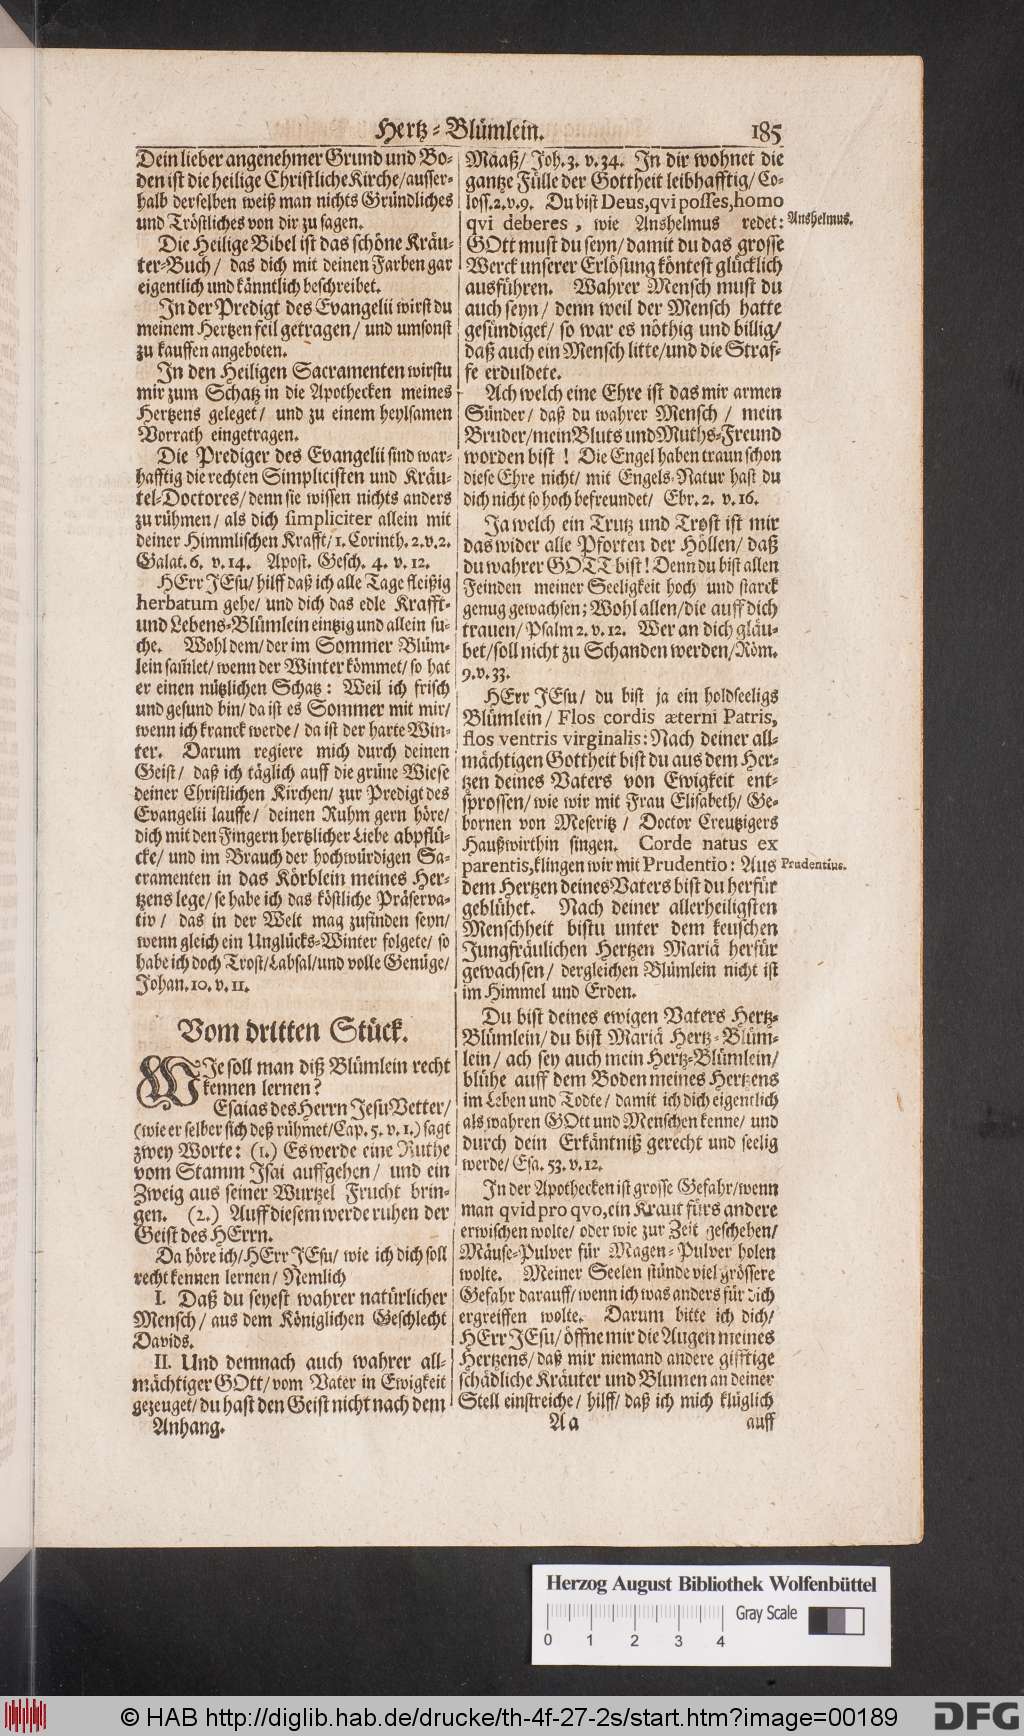 Hertz-Blümlein. 185
Dein lieber angenehmer Grund und Bo-
den ist die heilige Christliche Kirche/ausser-
halb derselben weiß man nichts Gründliches
und Tröstliches von dir zu sagen.
Die Heilige Bibel ist das schöne Kräu-
ter-Buch/ das dich mit deinen Farben gar
eigentlich und känntlich beschreibet.
In der Predigt des Evangelii wirst du
meinem Hertzen feil getragen/ und umsonst
zu kauffen angeboten.
In den Heiligen Sacramenten wirstu
mir zum Schatz in die Apothecken meines
Hertzens geleget/ und zu einem heylsamen
Vorrath eingetragen.
Die Prediger des Evangelii sind war-
hafftig die rechten Simplicisten und Kräu-
tel-Doctores/denn sie wissen nichts anders
zu rühmen/ als dich simpliciter allein mit
deiner Himmlischen Krafft/1. Corinth. 2.v.2.
Galat. 6. v. 14. Apost. Gesch. 4. v. 12.
HErr JEsu/ hilff daß ich alle Tage fleißig
herbatum gehe/ und dich das edle Krafft-
und Lebens-Blümlein eintzig und allein su-
che. Wohl dem/ der im Sommer Blüm-
lein sam̃let/ wenn der Winter kömmet/ so hat
er einen nützlichen Schatz: Weil ich frisch
und gesund bin/ da ist es Sommer mit mir/
wenn ich kranck werde/ da ist der harte Win-
ter. Darum regiere mich durch deinen
Geist/ daß ich täglich auff die grüne Wiese
deiner Christlichen Kirchen/ zur Predigt des
Evangelii lauffe/ deinen Ruhm gern höre/
dich mit den Fingern hertzlicher Liebe abpflü-
cke/ und im Brauch der hochwürdigen Sa-
cramenten in das Körblein meines Her-
tzens lege/ so habe ich das köstliche Präserva-
tiv/ das in der Welt mag zufinden seyn/
wenn gleich ein Unglücks-Winter folgete/ so
habe ich doch Trost/Labsal/und volle Genüge/
Johan. 10. v. 11.
Vom dritten Stück.
WJe soll man diß Blümlein recht
kennen lernen?
Esaias des Herrn Jesu Vetter/
(wie er selber sich deß rühmet/Cap. 5. v. 1.) sagt
zwey Worte: (1.) Es werde eine Ruthe
vom Stamm Isai auffgehen/ und ein
Zweig aus seiner Wurtzel Frucht brin-
gen. (2.) Auff diesem werde ruhen der
Geist des HErrn.
Da höre ich/HErr JEsu/ wie ich dich soll
recht kennen lernen/ Nemlich
I. Daß du seyest wahrer natürlicher
Mensch/ aus dem Königlichen Geschlecht
Davids.
II. Und demnach auch wahrer all-
mächtiger GOtt/ vom Vater in Ewigkeit
gezeuget/ du hast den Geist nicht nach dem
Anhang.
Määß/ Joh. 3. v. 34. In dir wohnet die
gantze Fülle der Gottheit leibhafftig/ Co-
loss. 2. v. 9. Du bist Deus, qvi posses, homo
qvi deberes, wie Anshelmus redet:
Anshelmus.
GOtt must du seyn/ damit du das grosse
Werck unserer Erlösung köntest glücklich
ausführen. Wahrer Mensch must du
auch seyn/ denn weil der Mensch hatte
gesündiget/ so war es nöthig und billig/
daß auch ein Mensch litte/und die Straf-
fe erduldete.
Ach welch eine Ehre ist das mir armen
Sünder/ daß du wahrer Mensch/ mein
Bruder/mein Bluts und Muths-Freund
worden bist! Die Engel haben traun schon
diese Ehre nicht/ mit Engels-Natur hast du
dich nicht so hoch befreundet/ Ebr. 2. v. 16.
Ja welch ein Trutz und Trost ist mir
das wider alle Pforten der Höllen/ daß
du wahrer GOTT bist! Denn du bist allen
Feinden meiner Seeligkeit hoch und starck
genug gewachsen; Wohl allen/die auff dich
trauen/ Psalm 2. v. 12. Wer an dich gläu-
bet/ soll nicht zu Schanden werden/ Röm.
9. v. 33.
HErr JEsu/ du bist ja ein holdseeligs
Blümlein/ Flos cordis æterni Patris,
flos ventris virginalis: Nach deiner all-
mächtigen Gottheit bist du aus dem Her-
tzen deines Vaters von Ewigkeit ent-
sprossen/ wie wir mit Frau Elisabeth/ Ge-
bornen von Meseritz/ Doctor Creutzigers
Haußwirthin singen. Corde natus ex
parentis, klingen wir mit Prudentio: Aus
Prudentius.
dem Hertzen deines Vaters bist du herfür
geblühet. Nach deiner allerheiligsten
Menschheit bistu unter dem keuschen
Jungfräulichen Hertzen Mariä herfür
gewachsen/ dergleichen Blümlein nicht ist
im Himmel und Erden.
Du bist deines ewigen Vaters Hertz-
Blümlein/ du bist Mariä Hertz-Blüm-
lein/ ach sey auch mein Hertz-Blümlein/
blühe auff dem Boden meines Hertzens
im Leben und Todte/ damit ich dich eigentlich
als wahren GOtt und Menschen kenne/ und
durch dein Erkäntniß gerecht und seelig
werde/ Esa. 53. v. 12.
In der Apothecken ist grosse Gefahr/wenn
man qvid pro qvo, ein Kraut fürs andere
erwischen wolte/ oder wie zur Zeit geschehen/
Mäuse-Pulver für Magen-Pulver holen
wolte. Meiner Seelen stünde viel grössere
Gefahr darauff/ wenn ich was anders für dich
ergreiffen wolte. Darum bitte ich dich/
HErr JEsu/ öffne mir die Augen meines
Hertzens/ daß mir niemand andere gifftige
schädliche Kräuter und Blumen an deiner
Stell einstreiche/ hilff/ daß ich mich klüglich
Aa auff
Herzog August Bibliothek Wolfenbüttel
Gray Scale
0 1 2 3 4
© HAB http://diglib.hab.de/drucke/th-4f-27-2s/start.htm?image=00189
DFG